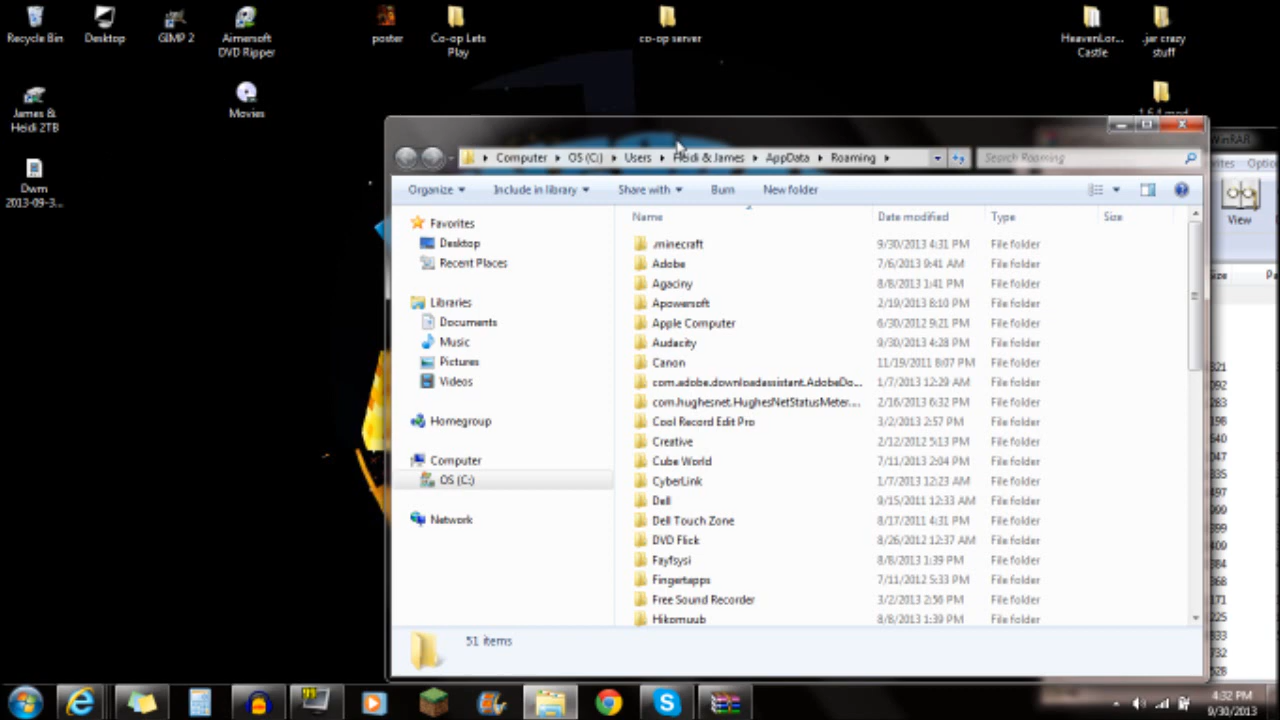 Recycle Bin
Desktop
GIMP 2
Aimersoft
DVD Ripper
poster
Co-op Lets
Play
co-op server
HeavenLor...
Castle
.jar crazy
stuff
James &
Heidi 2TB
Movies
Dwm
2013-09-3...
WinRAR
Computer
OS (C:)
Users
Heidi & James
AppData
Roaming
Search Roaming
Organize
Include in library
Share with
Burn
New folder
View
Name Date modified Type Size
Favorites
Desktop
Recent Places
Libraries
Documents
Music
Pictures
Videos
Homegroup
Computer
OS (C:)
Network
.minecraft 9/30/2013 4:31 PM File folder
Adobe 7/6/2013 9:41 AM File folder
Agaciny 8/8/2013 1:41 PM File folder
Apowersoft 2/19/2013 8:10 PM File folder
Apple Computer 6/30/2012 9:21 PM File folder
Audacity 9/30/2013 4:28 PM File folder
Canon 11/19/2011 8:07 PM File folder
com.adobe.downloadassistant.AdobeDo... 1/7/2013 12:29 AM File folder
com.hughesnet.HughesNetStatusMeter.... 2/16/2013 6:32 PM File folder
Cool Record Edit Pro 3/2/2013 2:57 PM File folder
Creative 2/12/2012 5:13 PM File folder
Cube World 7/11/2013 2:04 PM File folder
CyberLink 1/7/2013 12:23 AM File folder
Dell 9/15/2011 12:33 AM File folder
Dell Touch Zone 8/17/2011 4:31 PM File folder
DVD Flick 8/26/2012 12:37 AM File folder
Fayfsysi 8/8/2013 1:39 PM File folder
Fingertapps 7/11/2012 5:33 PM File folder
Free Sound Recorder 3/2/2013 2:56 PM File folder
Hikomuub 8/8/2013 1:39 PM File folder
51 items
4:32 PM
9/30/2013